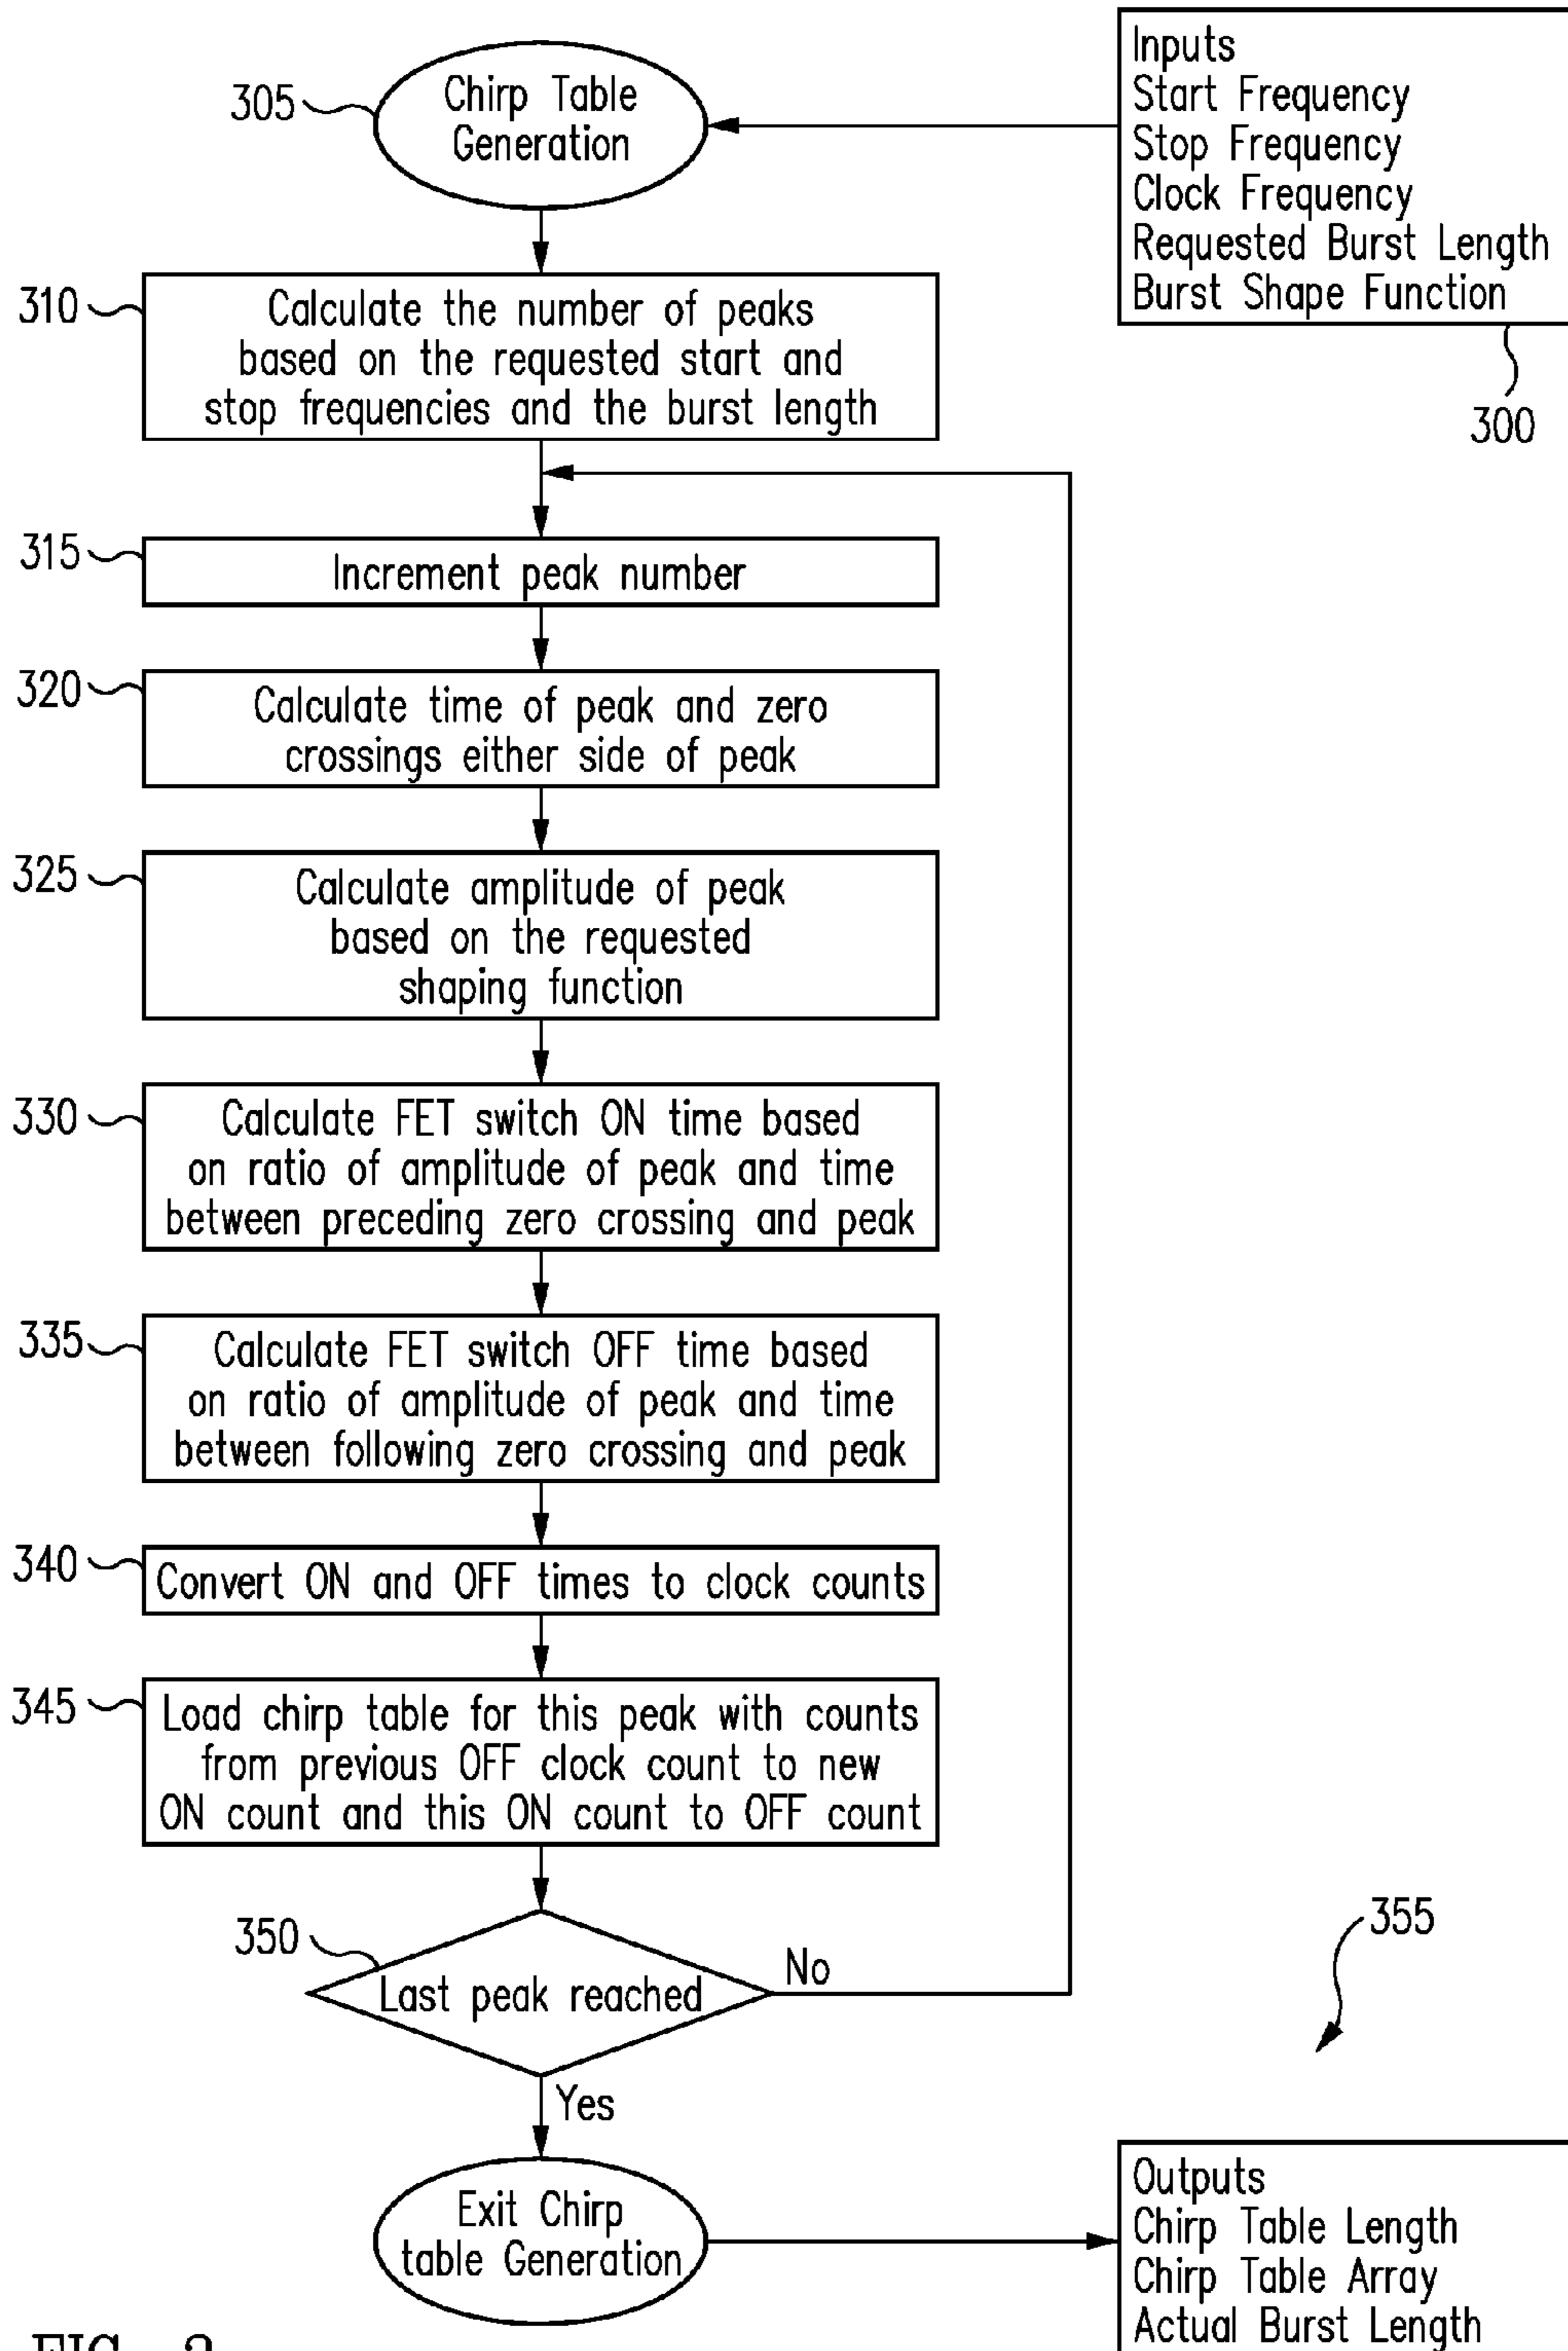 Inputs
Start Frequency
Stop Frequency
Clock Frequency
Requested Burst Length
Burst Shape Function
300
305
Chirp Table
Generation
310
Calculate the number of peaks
based on the requested start and
stop frequencies and the burst length
315
Increment peak number
320
Calculate time of peak and zero
crossings either side of peak
325
Calculate amplitude of peak
based on the requested
shaping function
330
Calculate FET switch ON time based
on ratio of amplitude of peak and time
between preceding zero crossing and peak
335
Calculate FET switch OFF time based
on ratio of amplitude of peak and time
between following zero crossing and peak
340
Convert ON and OFF times to clock counts
345
Load chirp table for this peak with counts
from previous OFF clock count to new
ON count and this ON count to OFF count
350
Last peak reached
No
Yes
355
Exit Chirp
table Generation
Outputs
Chirp Table Length
Chirp Table Array
Actual Burst Length
FIG.